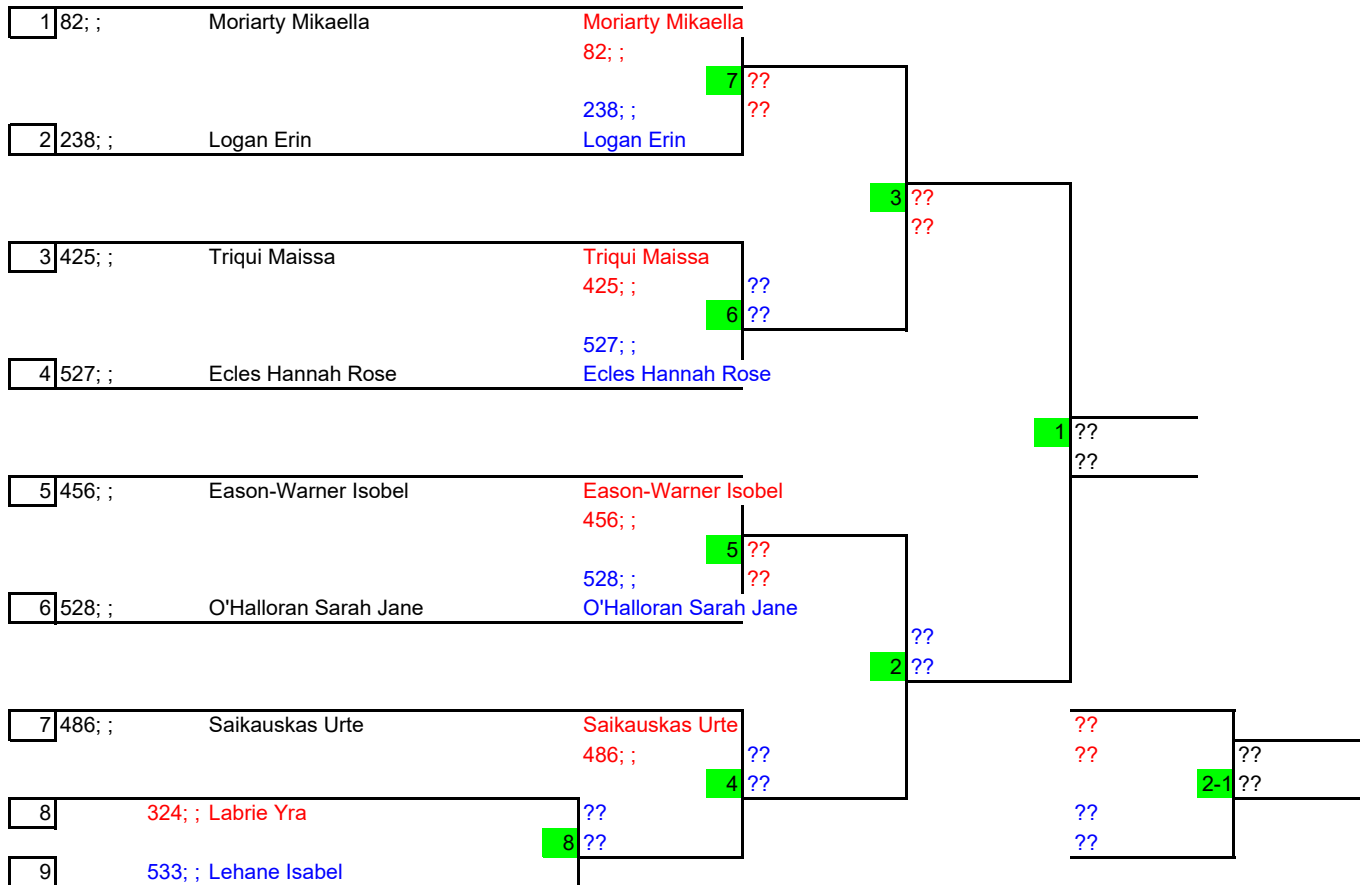 1 82; ; Moriarty Mikaella Moriarty Mikaella
82; ;
7 ??
238; ; ??
2 238; ; Logan Erin Logan Erin
3 ??
??
3 425; ; Triqui Maissa Triqui Maissa
425; ; ??
6 ??
527; ;
4 527; ; Ecles Hannah Rose Ecles Hannah Rose
1 ??
??
5 456; ; Eason-Warner Isobel Eason-Warner Isobel
456; ;
5 ??
528; ; ??
6 528; ; O'Halloran Sarah Jane O'Halloran Sarah Jane
??
2 ??
7 486; ; Saikauskas Urte Saikauskas Urte ??
486; ; ?? ?? ??
4 ?? 2-1 ??
8 324; ; Labrie Yra ?? ??
8 ?? ??
9 533; ; Lehane Isabel